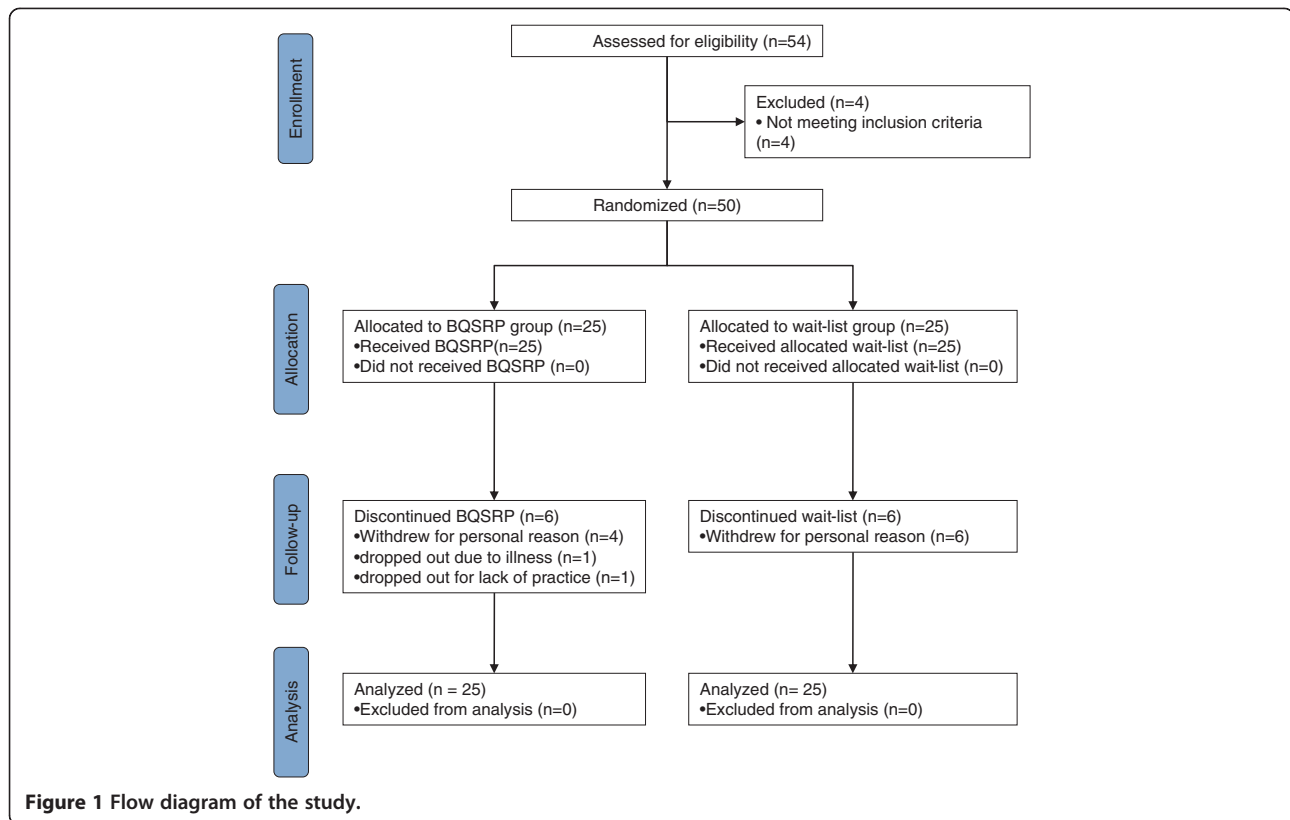 Enrollment
Assessed for eligibility (n=54)
Excluded (n=4)
• Not meeting inclusion criteria
(n=4)
Randomized (n=50)
Allocation
Allocated to BQSRP group (n=25)
•Received BQSRP(n=25)
•Did not received BQSRP (n=0)
Allocated to wait-list group (n=25)
•Received allocated wait-list (n=25)
•Did not received allocated wait-list (n=0)
Follow-up
Discontinued BQSRP (n=6)
•Withdrew for personal reason (n=4)
•dropped out due to illness (n=1)
•dropped out for lack of practice (n=1)
Discontinued wait-list (n=6)
•Withdrew for personal reason (n=6)
Analysis
Analyzed (n = 25)
•Excluded from analysis (n=0)
Analyzed (n= 25)
•Excluded from analysis (n=0)
Figure 1 Flow diagram of the study.